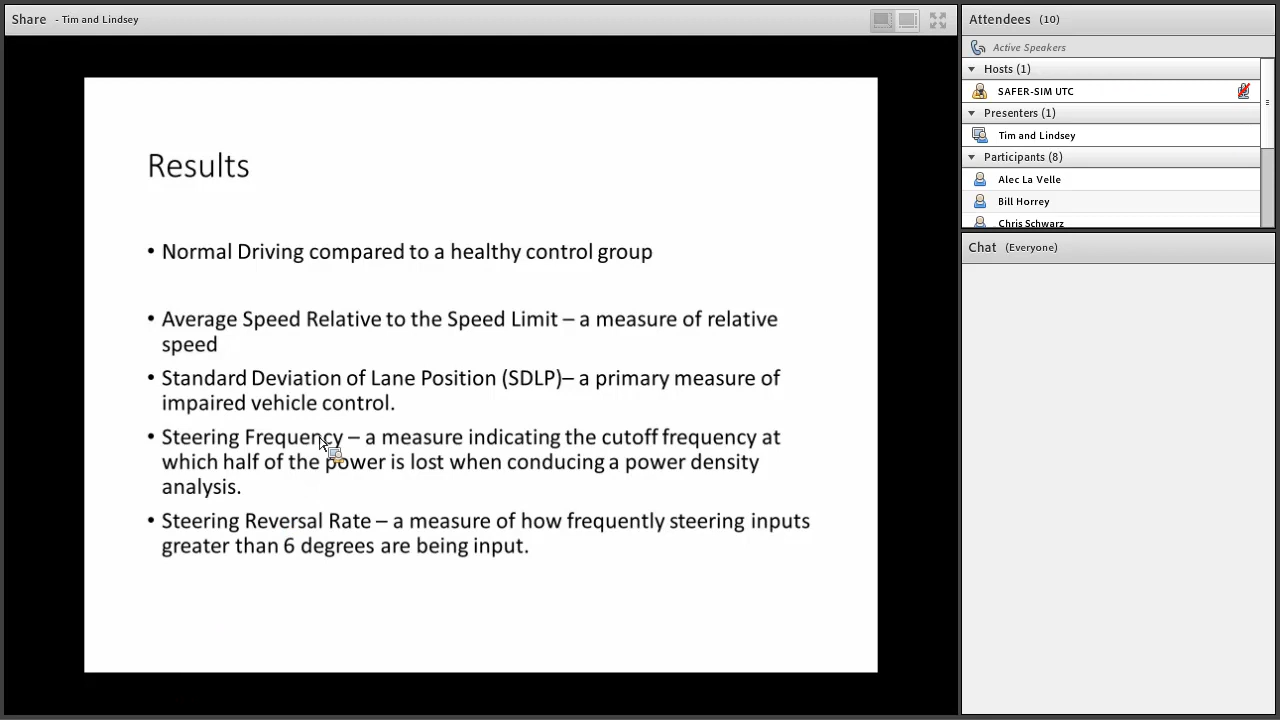 Share - Tim and Lindsey
Results
• Normal Driving compared to a healthy control group
• Average Speed Relative to the Speed Limit – a measure of relative
speed
• Standard Deviation of Lane Position (SDLP)– a primary measure of
impaired vehicle control.
• Steering Frequency – a measure indicating the cutoff frequency at
which half of the power is lost when conducing a power density
analysis.
• Steering Reversal Rate – a measure of how frequently steering inputs
greater than 6 degrees are being input.
Attendees (10)
Active Speakers
Hosts (1)
SAFER-SIM UTC
Presenters (1)
Tim and Lindsey
Participants (8)
Alec La Velle
Bill Horrey
Chris Schwarz
Chat (Everyone)